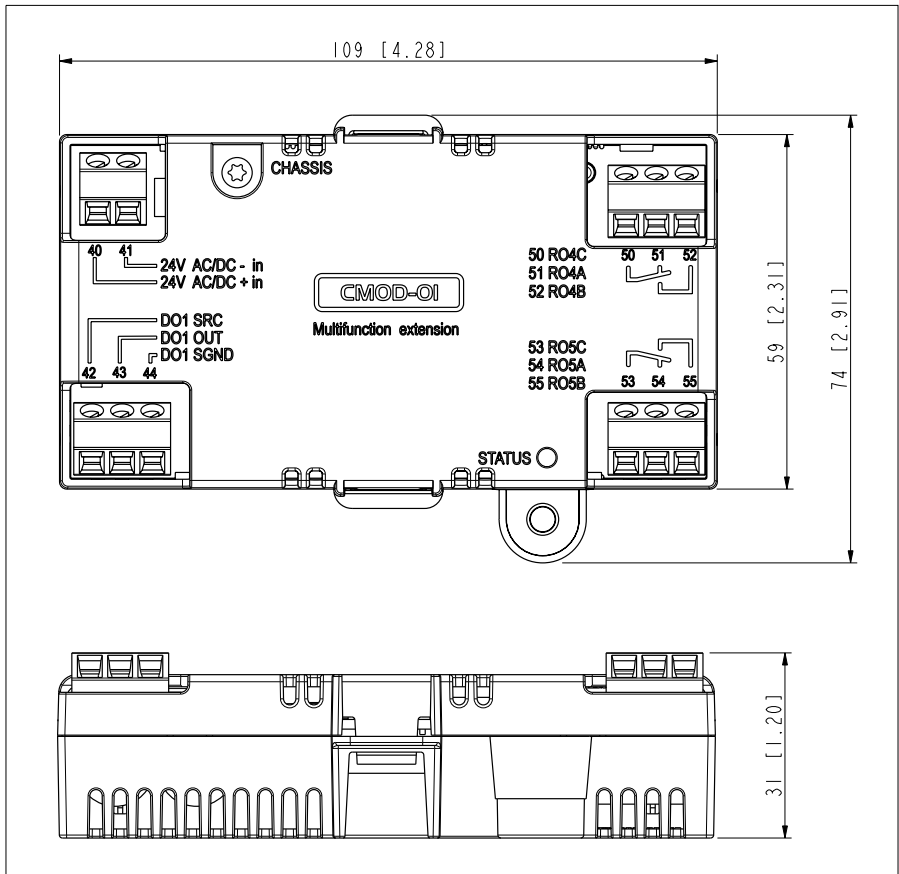 109 [4.28]
CHASSIS
40 41
24V AC/DC - in
24V AC/DC + in
DO1 SRC
DO1 OUT
DO1 SGND
42 43 44
CMOD-01
Multifunction extension
50 RO4C 50 51 52
51 RO4A
52 RO4B
53 RO5C
54 RO5A
55 RO5B 53 54 55
STATUS
59 [2.31]
74 [2.91]
31 [1.20]